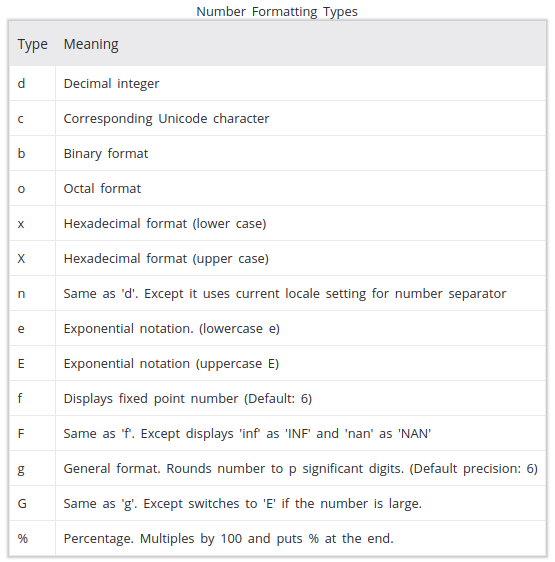 Number Formatting Types
Type Meaning
d Decimal integer
c Corresponding Unicode character
b Binary format
o Octal format
x Hexadecimal format (lower case)
X Hexadecimal format (upper case)
n Same as 'd'. Except it uses current locale setting for number separator
e Exponential notation. (lowercase e)
E Exponential notation (uppercase E)
f Displays fixed point number (Default: 6)
F Same as 'f'. Except displays 'inf' as 'INF' and 'nan' as 'NAN'
g General format. Rounds number to p significant digits. (Default precision: 6)
G Same as 'g'. Except switches to 'E' if the number is large.
% Percentage. Multiples by 100 and puts % at the end.